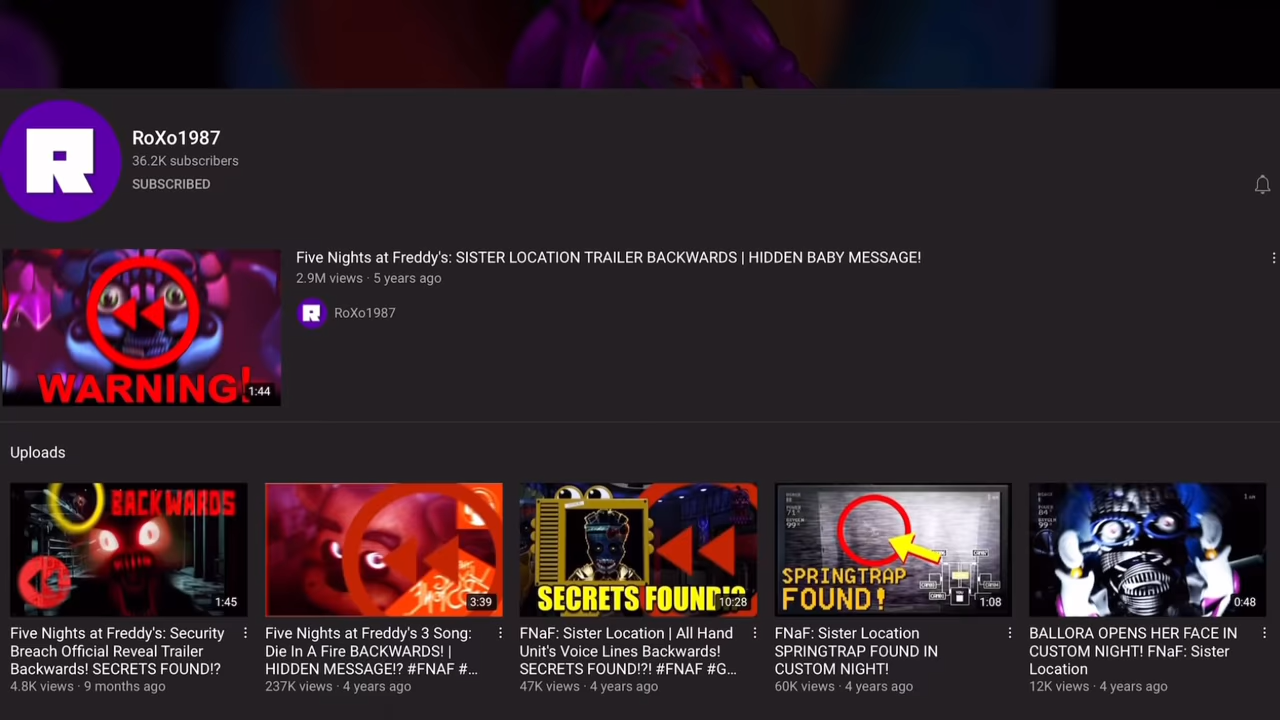 R
RoXo1987
36.2K subscribers
SUBSCRIBED
WARNING!
1:44
Five Nights at Freddy's: SISTER LOCATION TRAILER BACKWARDS | HIDDEN BABY MESSAGE!
2.9M views · 5 years ago
R
RoXo1987
Uploads
BACKWARDS
1:45
Five Nights at Freddy's: Security
Breach Official Reveal Trailer
Backwards! SECRETS FOUND!?
4.8K views · 9 months ago
3:39
Five Nights at Freddy's 3 Song:
Die In A Fire BACKWARDS! |
HIDDEN MESSAGE!? #FNAF #...
237K views · 4 years ago
10:28
FNaF: Sister Location | All Hand
Unit's Voice Lines Backwards!
SECRETS FOUND!?! #FNAF #G...
47K views · 4 years ago
SPRINGTRAP
FOUND!
1:08
FNaF: Sister Location
SPRINGTRAP FOUND IN
CUSTOM NIGHT!
60K views · 4 years ago
0:48
BALLORA OPENS HER FACE IN
CUSTOM NIGHT! FNaF: Sister
Location
12K views · 4 years ago